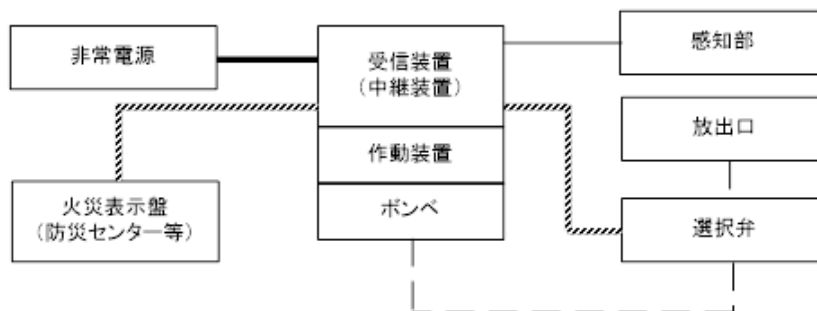 非常電源
受信装置
(中継装置)
感知部
放出口
作動装置
火災表示盤
(防災センター等)
ボンベ
選択弁